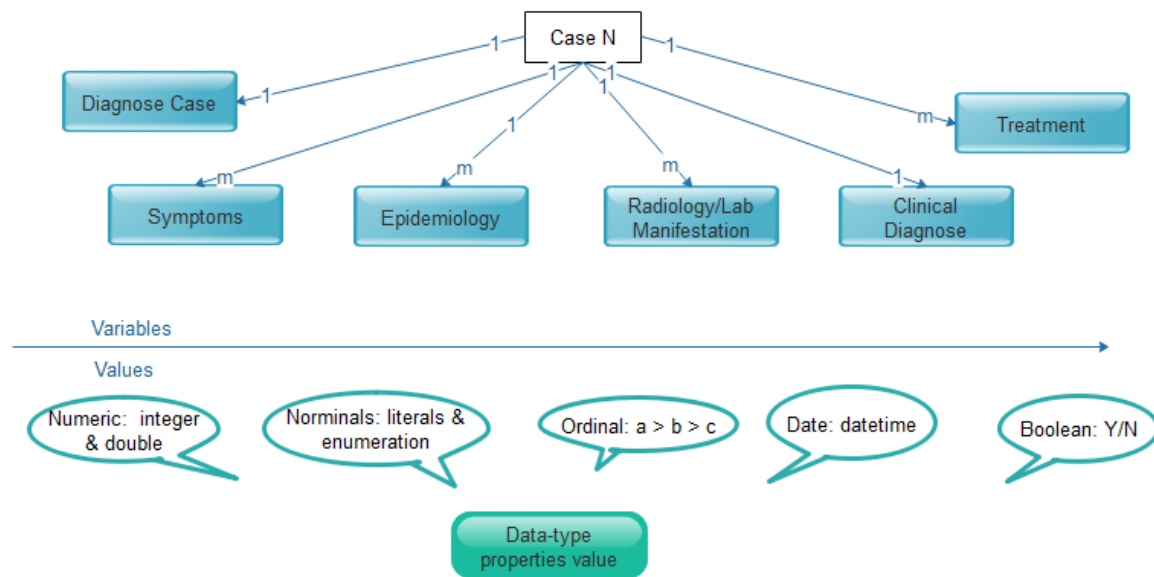 Case N
1
1
1
1
1
1
1
1
m
m
m
1
m
Diagnose Case
Treatment
Symptoms
Epidemiology
Radiology/Lab
Manifestation
Clinical
Diagnose
Variables
Values
Numeric: integer
& double
Norminals: literals &
enumeration
Ordinal: a > b > c
Date: datetime
Boolean: Y/N
Data-type
properties value